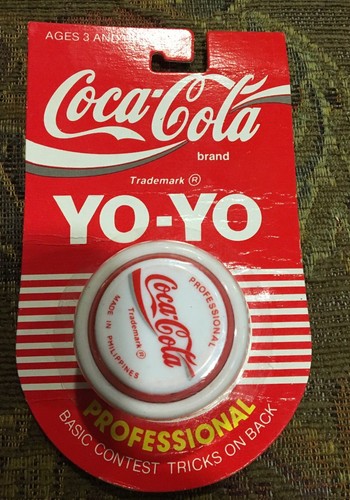 AGES 3 AND
Coca-Cola
brand
Trademark ®
YO-YO
PROFESSIONAL
Coca-Cola
Trademark ®
MADE IN PHILIPPINES
PROFESSIONAL
BASIC CONTEST TRICKS ON BACK